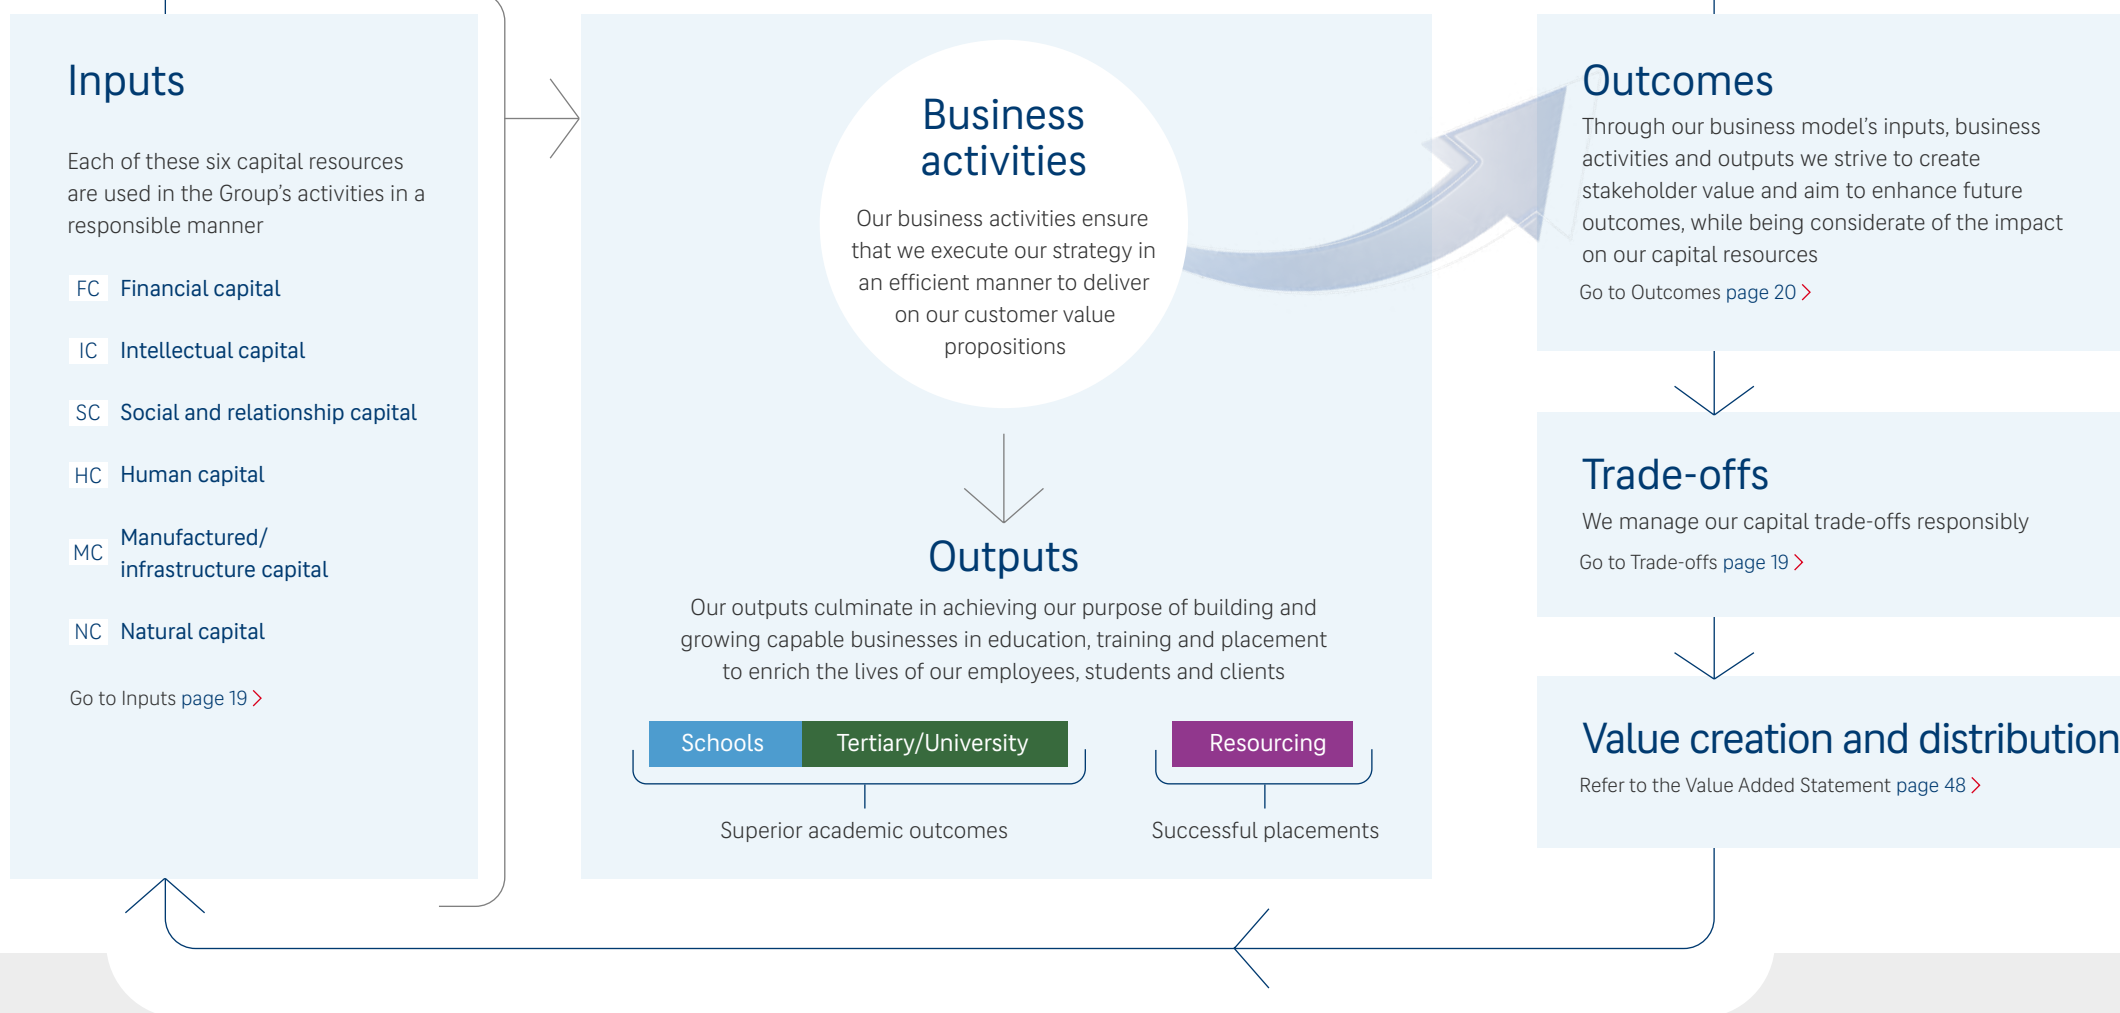 Inputs
Each of these six capital resources
are used in the Group's activities in a
responsible manner
FC Financial capital
IC Intellectual capital
SC Social and relationship capital
HC Human capital
MC Manufactured/
infrastructure capital
NC Natural capital
Go to Inputs page 19
Business
activities
Our business activities ensure
that we execute our strategy in
an efficient manner to deliver
on our customer value
propositions
Outputs
Our outputs culminate in achieving our purpose of building and
growing capable businesses in education, training and placement
to enrich the lives of our employees, students and clients
Schools
Tertiary/University
Resourcing
Superior academic outcomes
Successful placements
Outcomes
Through our business model's inputs, business
activities and outputs we strive to create
stakeholder value and aim to enhance future
outcomes, while being considerate of the impact
on our capital resources
Go to Outcomes page 20
Trade-offs
We manage our capital trade-offs responsibly
Go to Trade-offs page 19
Value creation and distribution
Refer to the Value Added Statement page 48